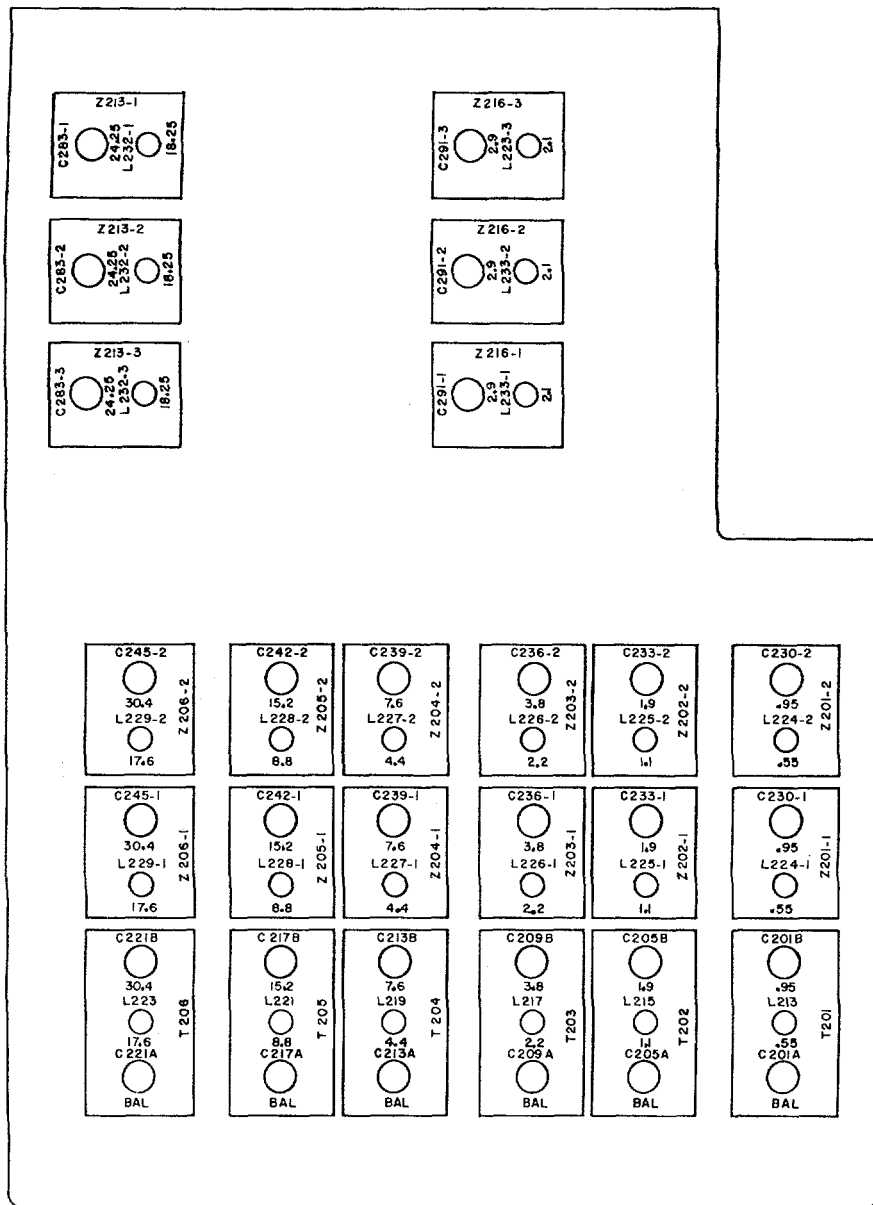 Z213-1
C283-1
24.25
L232-1
18.25
Z216-3
C291-3
2.9
L223-3
2.1
Z213-2
C283-2
24.25
L232-2
18.25
Z216-2
C291-2
2.9
L233-2
2.1
Z213-3
C283-3
24.25
L232-3
18.25
Z216-1
C291-1
2.9
L233-1
2.1
C245-2
30.4
L229-2
17.6
Z206-2
C242-2
15.2
L228-2
8.8
Z205-2
C239-2
7.6
L227-2
4.4
Z204-2
C236-2
3.8
L226-2
2.2
Z203-2
C233-2
1.9
L225-2
1.1
Z202-2
C230-2
.95
L224-2
.55
Z201-2
C245-1
30.4
L229-1
17.6
Z206-1
C242-1
15.2
L228-1
8.8
Z205-1
C239-1
7.6
L227-1
4.4
Z204-1
C236-1
3.8
L226-1
2.2
Z203-1
C233-1
1.9
L225-1
1.1
Z202-1
C230-1
.95
L224-1
.55
Z201-1
C221B
30.4
L223
17.6
C221A
BAL
T206
C217B
15.2
L221
8.8
C217A
BAL
T205
C213B
7.6
L219
4.4
C213A
BAL
T204
C209B
3.8
L217
2.2
C209A
BAL
T203
C205B
1.9
L215
1.1
C205A
BAL
T202
C201B
.95
L213
.55
C201A
BAL
T201